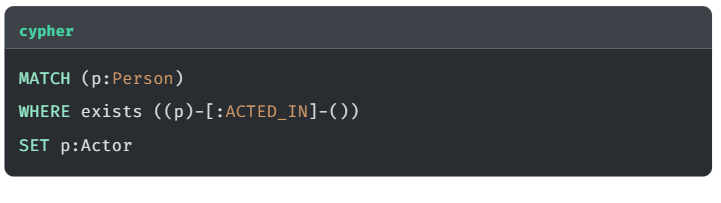 cypher
MATCH (p:Person)
WHERE exists ((p)-[:ACTED_IN]-())
SET p:Actor